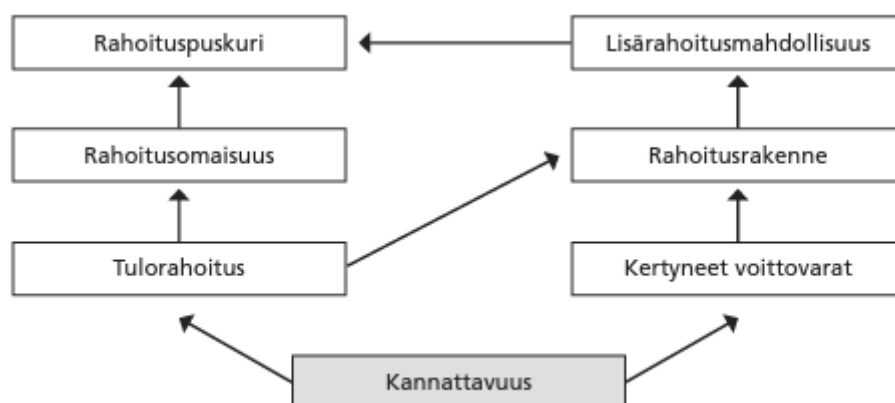 Rahoituspuskuri
Lisärahoitusmahdollisuus
Rahoitusomaisuus
Rahoitusrakenne
Tulorahoitus
Kertyneet voittovarat
Kannattavuus